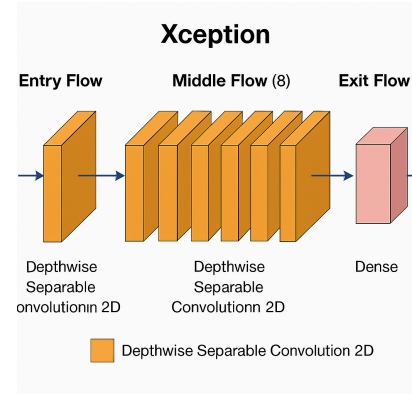 Xception
Entry Flow
Middle Flow (8)
Exit Flow
Depthwise
Separable
onvolutionın 2D
Depthwise
Separable
Convolutionn 2D
Dense
Depthwise Separable Convolution 2D